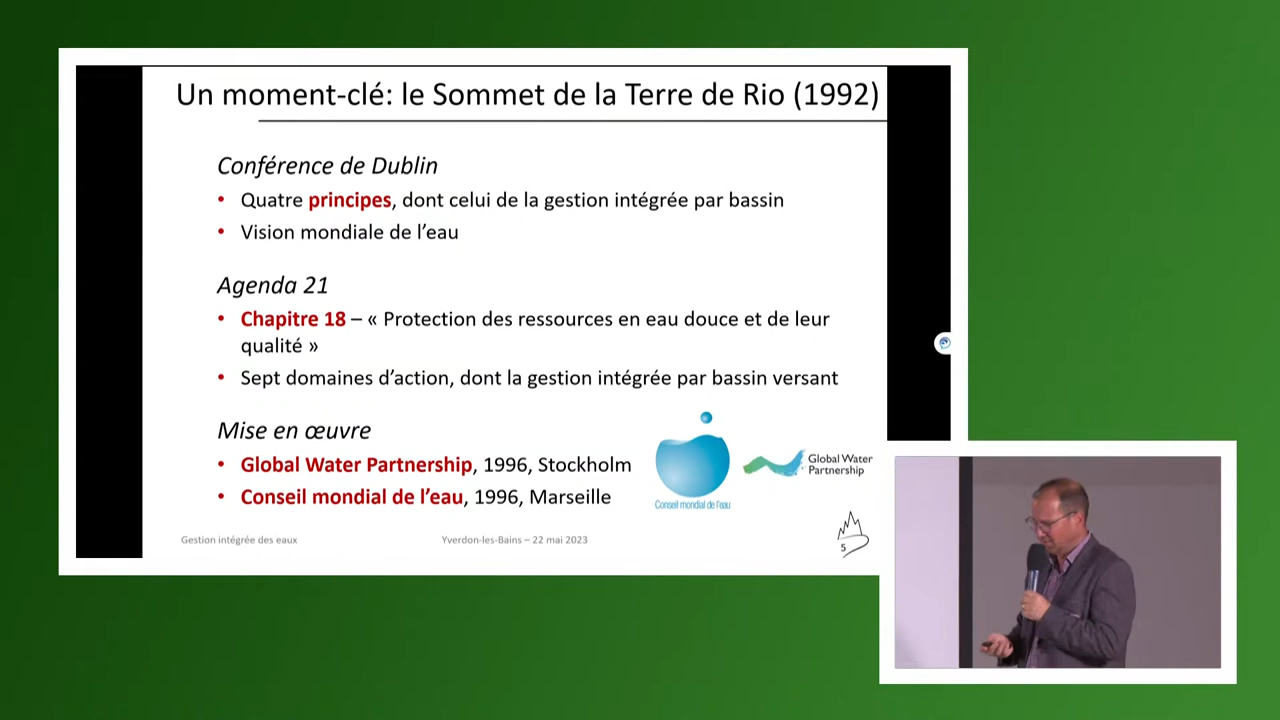 Un moment-clé: le Sommet de la Terre de Rio (1992)
Conférence de Dublin
• Quatre principes, dont celui de la gestion intégrée par bassin
• Vision mondiale de l’eau
Agenda 21
• Chapitre 18 – « Protection des ressources en eau douce et de leur
qualité »
• Sept domaines d’action, dont la gestion intégrée par bassin versant
Mise en œuvre
• Global Water Partnership, 1996, Stockholm
• Conseil mondial de l’eau, 1996, Marseille
Conseil mondial de l'eau
Global Water
Partnership
Gestion intégrée des eaux
Yverdon-les-Bains – 22 mai 2023
5